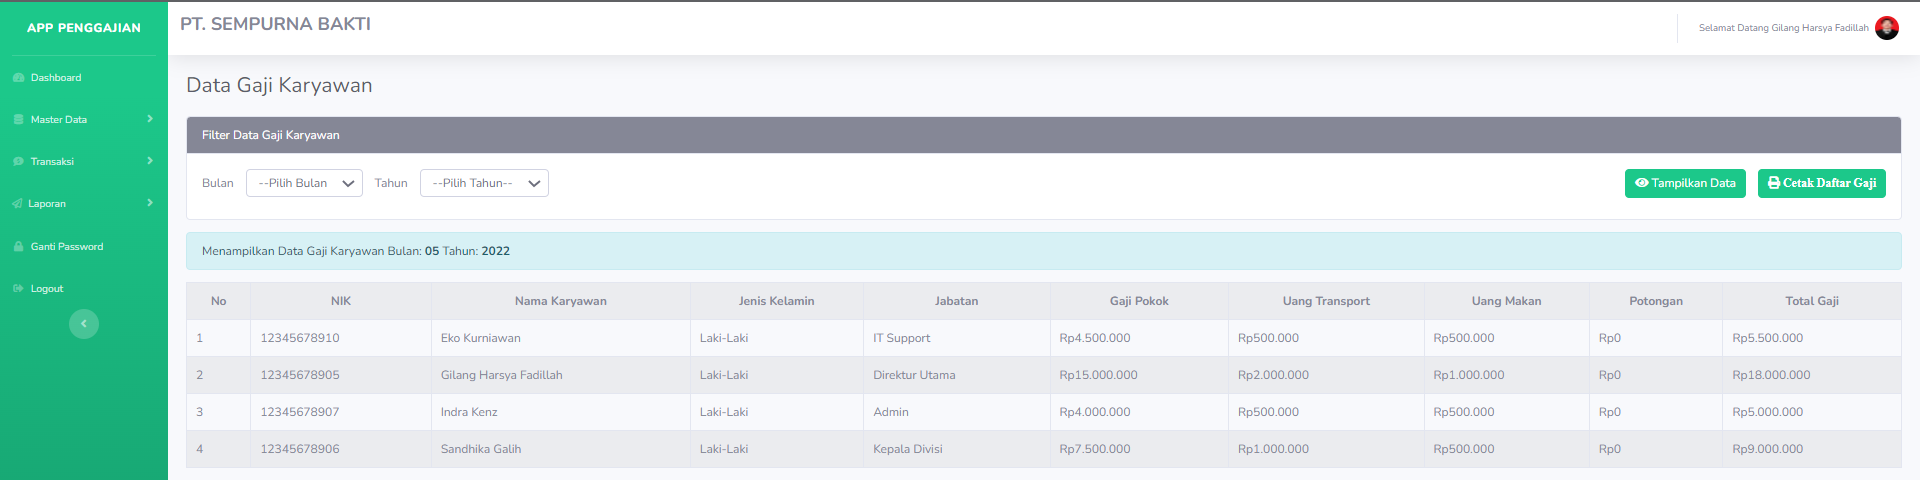 APP PENGGAJIAN
PT. SEMPURNA BAKTI
Selamat Datang Gilang Harsya Fadillah
Dashboard
Master Data
Transaksi
Laporan
Ganti Password
Logout
Data Gaji Karyawan
Filter Data Gaji Karyawan
Bulan --Pilih Bulan Tahun --Pilih Tahun-- Tampilkan Data Cetak Daftar Gaji
Menampilkan Data Gaji Karyawan Bulan: 05 Tahun: 2022
No NIK Nama Karyawan Jenis Kelamin Jabatan Gaji Pokok Uang Transport Uang Makan Potongan Total Gaji
1 12345678910 Eko Kurniawan Laki-Laki IT Support Rp4.500.000 Rp500.000 Rp500.000 Rp0 Rp5.500.000
2 12345678905 Gilang Harsya Fadillah Laki-Laki Direktur Utama Rp15.000.000 Rp2.000.000 Rp1.000.000 Rp0 Rp18.000.000
3 12345678907 Indra Kenz Laki-Laki Admin Rp4.000.000 Rp500.000 Rp500.000 Rp0 Rp5.000.000
4 12345678906 Sandhika Galih Laki-Laki Kepala Divisi Rp7.500.000 Rp1.000.000 Rp500.000 Rp0 Rp9.000.000